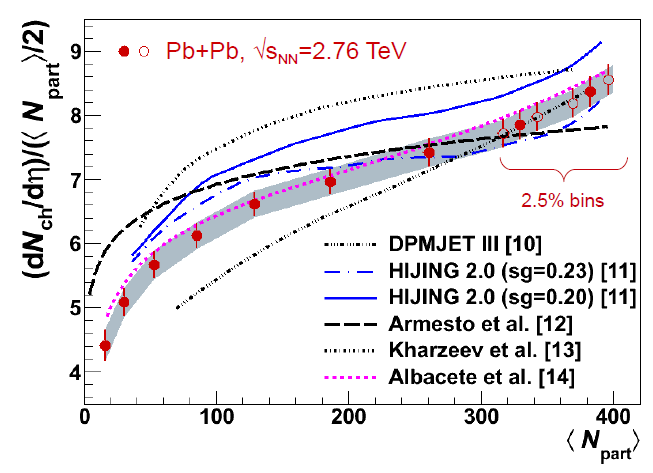 Pb+Pb, √sNN=2.76 TeV
(dNch/dη)/(⟨ Npart⟩/2)
9
8
7
6
5
4
2.5% bins
DPMJET III [10]
HIJING 2.0 (sg=0.23) [11]
HIJING 2.0 (sg=0.20) [11]
Armesto et al. [12]
Kharzeev et al. [13]
Albacete et al. [14]
0 100 200 300 400
⟨ Npart⟩